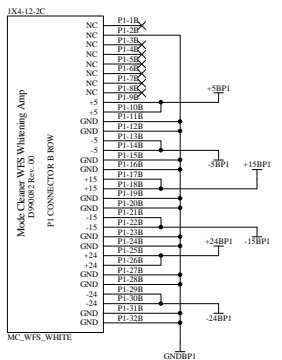 1X4-12-2C
Mode Cleaner WFS Whitening Amp
D990082 Rev. 00
P1 CONNECTOR B ROW
NC P1-1B
NC P1-2B
NC P1-3B
NC P1-4B
NC P1-5B
NC P1-6B
NC P1-7B
NC P1-8B
+5 P1-9B +5BP1
+5 P1-10B
GND P1-11B
GND P1-12B
-5 P1-13B
-5 P1-14B -5BP1
GND P1-15B
GND P1-16B +15BP1
+15 P1-17B
+15 P1-18B
GND P1-19B
GND P1-20B
-15 P1-21B
-15 P1-22B -15BP1
GND P1-23B
GND P1-24B +24BP1
+24 P1-25B
+24 P1-26B
GND P1-27B
GND P1-28B
-24 P1-29B
-24 P1-30B -24BP1
GND P1-31B
GND P1-32B
MC_WFS_WHITE
GNDBP1